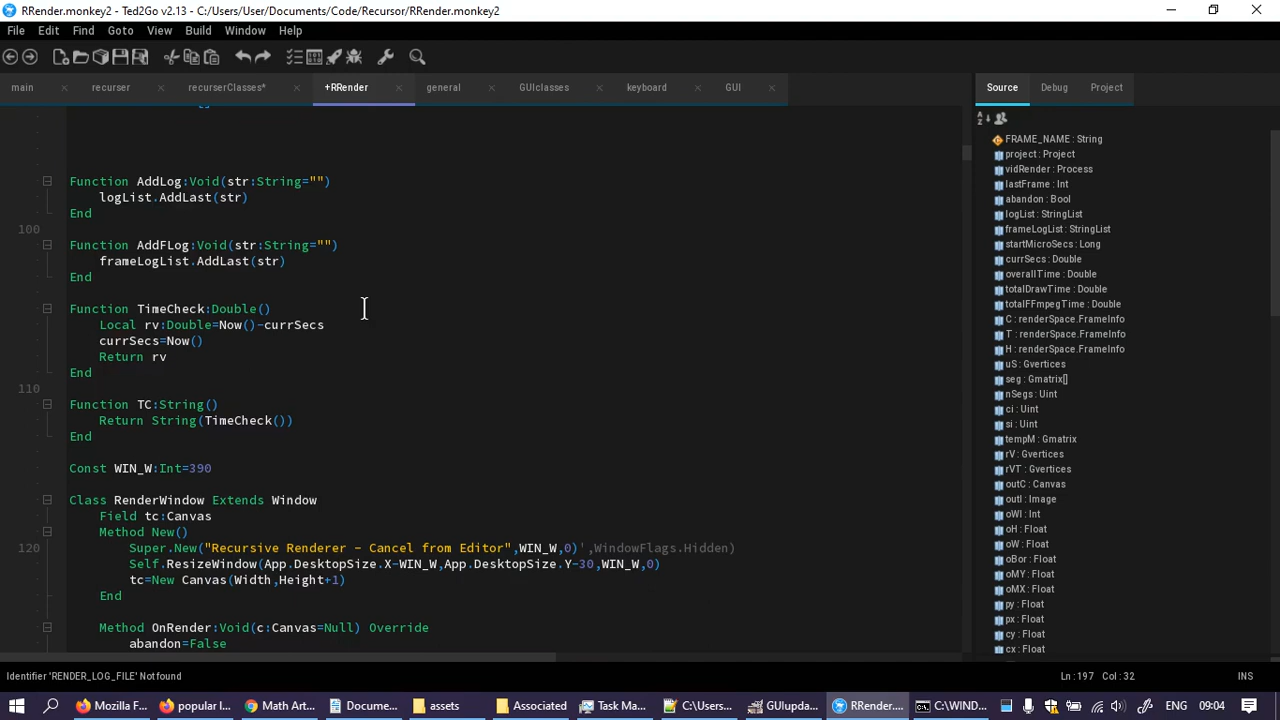 RRender.monkey2 - Ted2Go v2.13 - C:/Users/User/Documents/Code/Recursor/RRender.monkey2
File Edit Find Goto View Build Window Help
main recurser recurserClasses* +RRender general GUIclasses keyboard GUI
Source Debug Project
Function AddLog:Void(str:String="")
logList.AddLast(str)
End
100
Function AddFLog:Void(str:String="")
frameLogList.AddLast(str)
End
Function TimeCheck:Double()
Local rv:Double=Now()-currSecs
currSecs=Now()
Return rv
End
110
Function TC:String()
Return String(TimeCheck())
End
Const WIN_W:Int=390
Class RenderWindow Extends Window
Field tc:Canvas
Method New()
120 Super.New("Recursive Renderer - Cancel from Editor",WIN_W,0)',WindowFlags.Hidden)
Self.ResizeWindow(App.DesktopSize.X-WIN_W,App.DesktopSize.Y-30,WIN_W,0)
tc=New Canvas(Width,Height+1)
End
Method OnRender:Void(c:Canvas=Null) Override
abandon=False
FRAME_NAME : String
project : Project
vidRender : Process
lastFrame : Int
abandon : Bool
logList : StringList
frameLogList : StringList
startMicroSecs : Long
currSecs : Double
overallTime : Double
totalDrawTime : Double
totalFFmpegTime : Double
C : renderSpace.FrameInfo
T : renderSpace.FrameInfo
H : renderSpace.FrameInfo
uS : Gvertices
seg : Gmatrix[]
nSegs : Uint
ci : Uint
si : Uint
tempM : Gmatrix
rV : Gvertices
rVT : Gvertices
outC : Canvas
outI : Image
oWI : Int
oH : Float
oW : Float
oBor : Float
oMY : Float
oMX : Float
py : Float
px : Float
cy : Float
cx : Float
Identifier 'RENDER_LOG_FILE' Not found
Ln : 197 Col : 32
INS
Mozilla F... popular l... Math Art... Docume... assets Associated Task Ma... C:\Users... GUIupda... RRender.... C:\WIND...
ENG 09:04